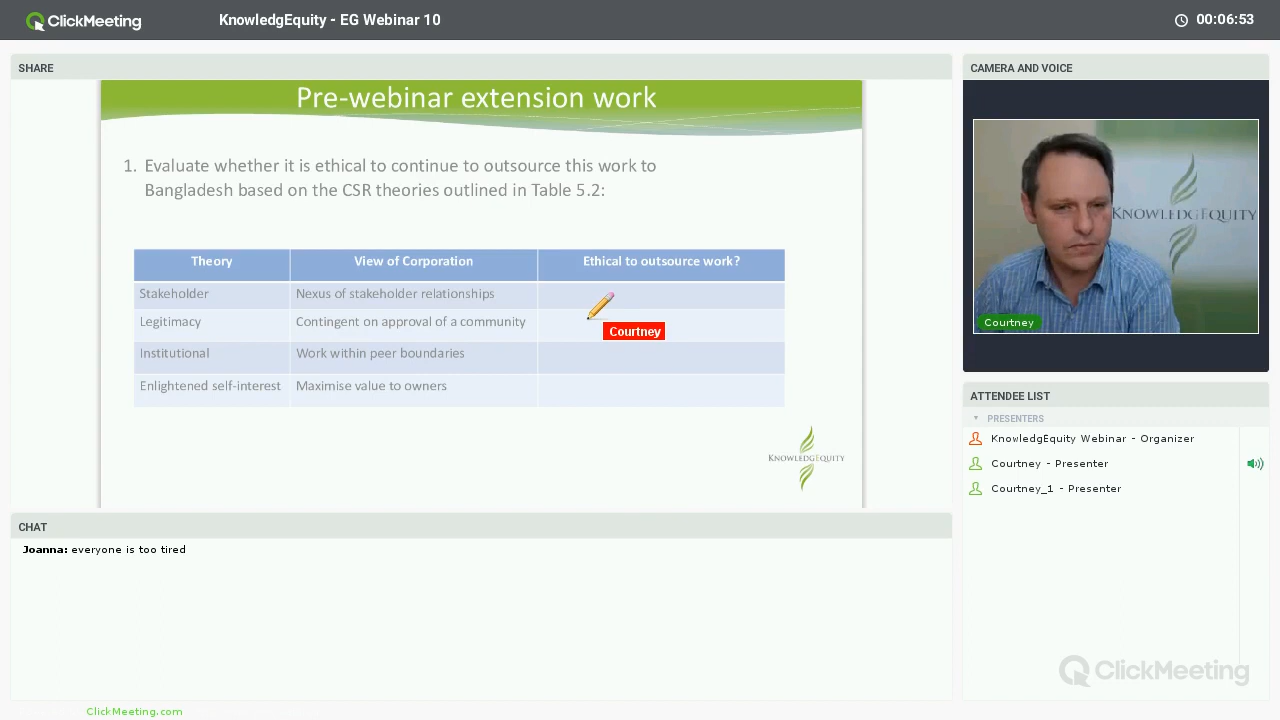 ClickMeeting
KnowledgEquity - EG Webinar 10
00:06:53
SHARE
Pre-webinar extension work
1. Evaluate whether it is ethical to continue to outsource this work to
Bangladesh based on the CSR theories outlined in Table 5.2:
Theory View of Corporation Ethical to outsource work?
Stakeholder Nexus of stakeholder relationships
Legitimacy Contingent on approval of a community
Courtney
Institutional Work within peer boundaries
Enlightened self-interest Maximise value to owners
KNOWLEDGEQUITY
CAMERA AND VOICE
KNOWLEDGEQUITY
Courtney
ATTENDEE LIST
PRESENTERS
KnowledgEquity Webinar - Organizer
Courtney - Presenter
Courtney_1 - Presenter
ClickMeeting
CHAT
Joanna: everyone is too tired
ClickMeeting.com